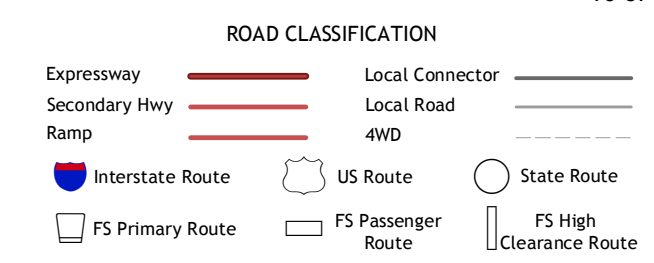 ROAD CLASSIFICATION
Expressway
Local Connector
Secondary Hwy
Local Road
Ramp
4WD
Interstate Route
US Route
State Route
FS Primary Route
FS Passenger
Route
FS High
Clearance Route